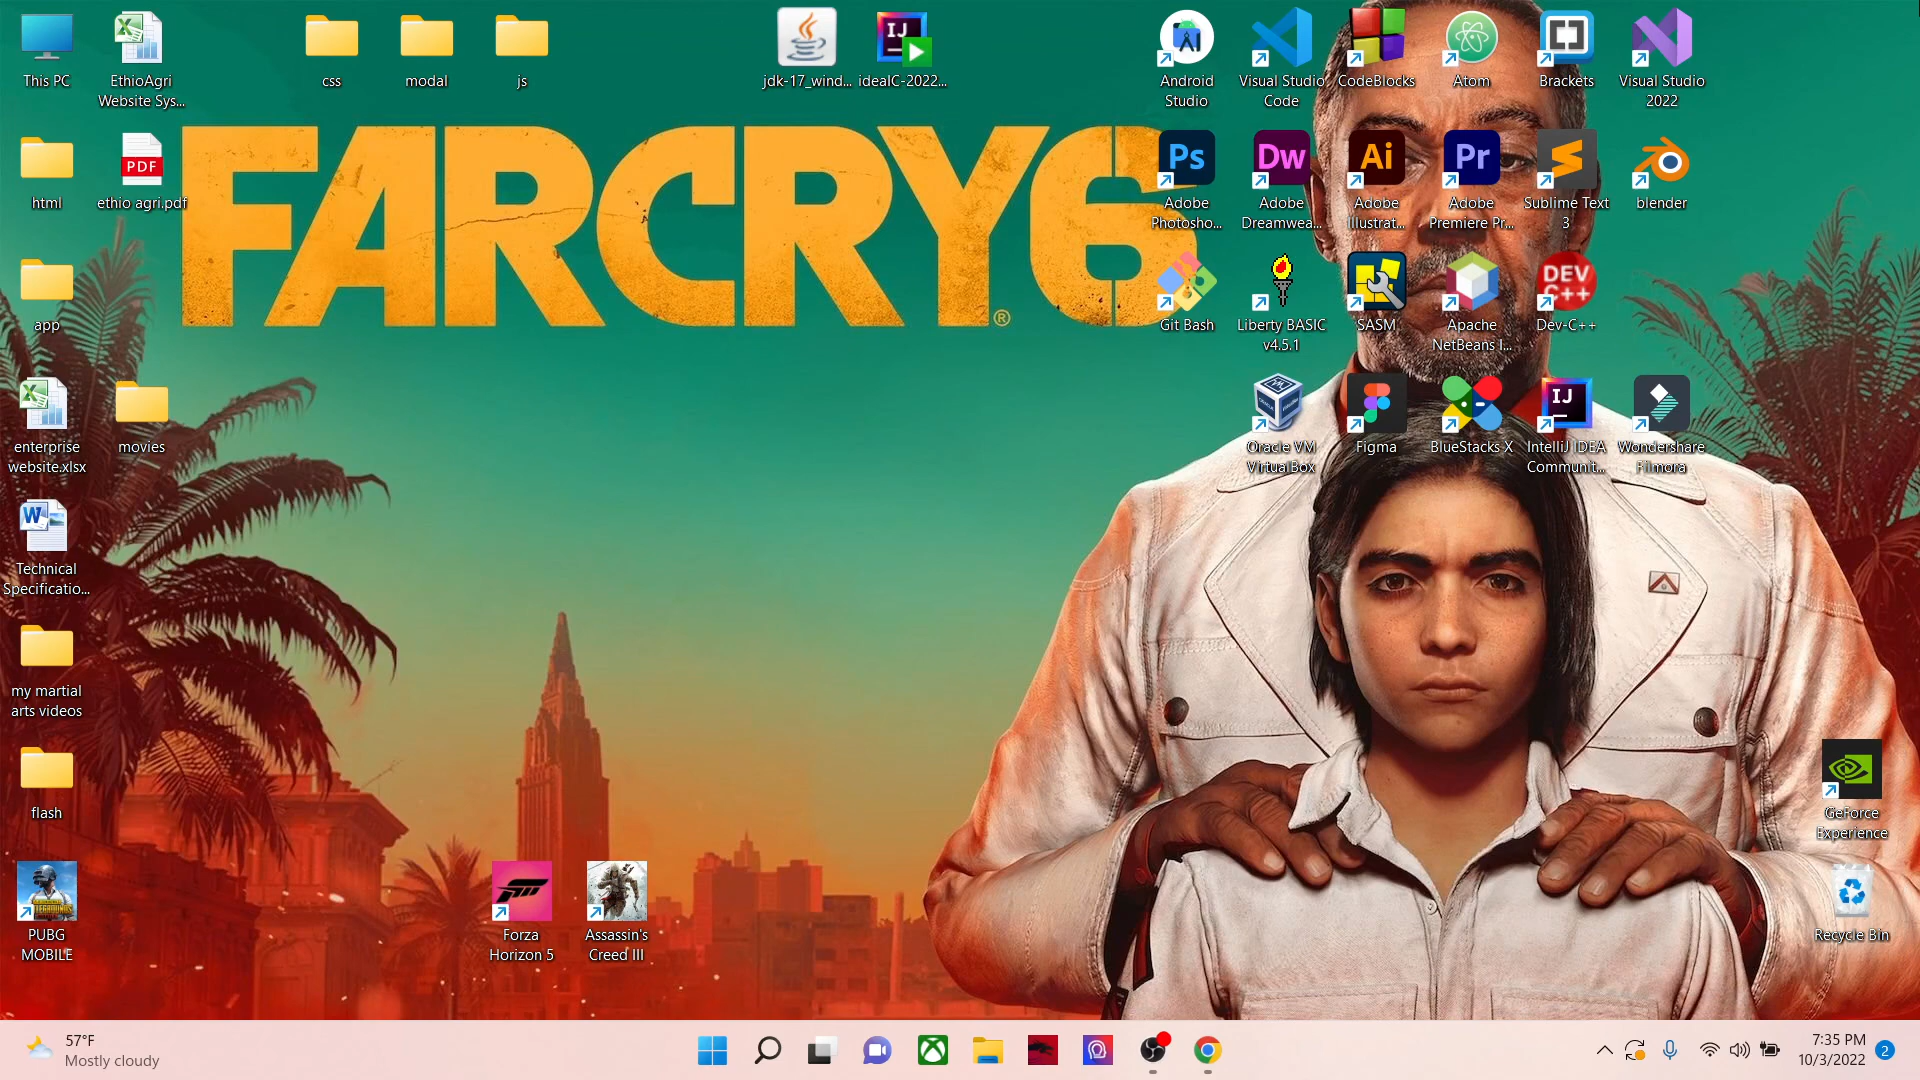 This PC
EthioAgri
Website Sys...
css
modal
js
jdk-17_wind...
IJ
ideaIC-2022...
Android
Studio
Visual Studio
Code
CodeBlocks
Atom
Brackets
Visual Studio
2022
html
PDF
ethio agri.pdf
FARCRY6
®
Ps
Adobe
Photosho...
Dw
Adobe
Dreamwea...
Ai
Adobe
Illustrat...
Pr
Adobe
Premiere Pr...
Sublime Text
3
blender
app
Git Bash
Liberty BASIC
v4.5.1
SASM
Apache
NetBeans I...
DEV
C++
Dev-C++
enterprise
website.xlsx
movies
Oracle VM
VirtualBox
Figma
BlueStacks X
IJ
IntelliJ IDEA
Communit...
Wondershare
Filmora
W
Technical
Specificatio...
my martial
arts videos
flash
GeForce
Experience
PUBG
MOBILE
Forza
Horizon 5
Assassin's
Creed III
Recycle Bin
57°F
Mostly cloudy
7:35 PM
10/3/2022
2